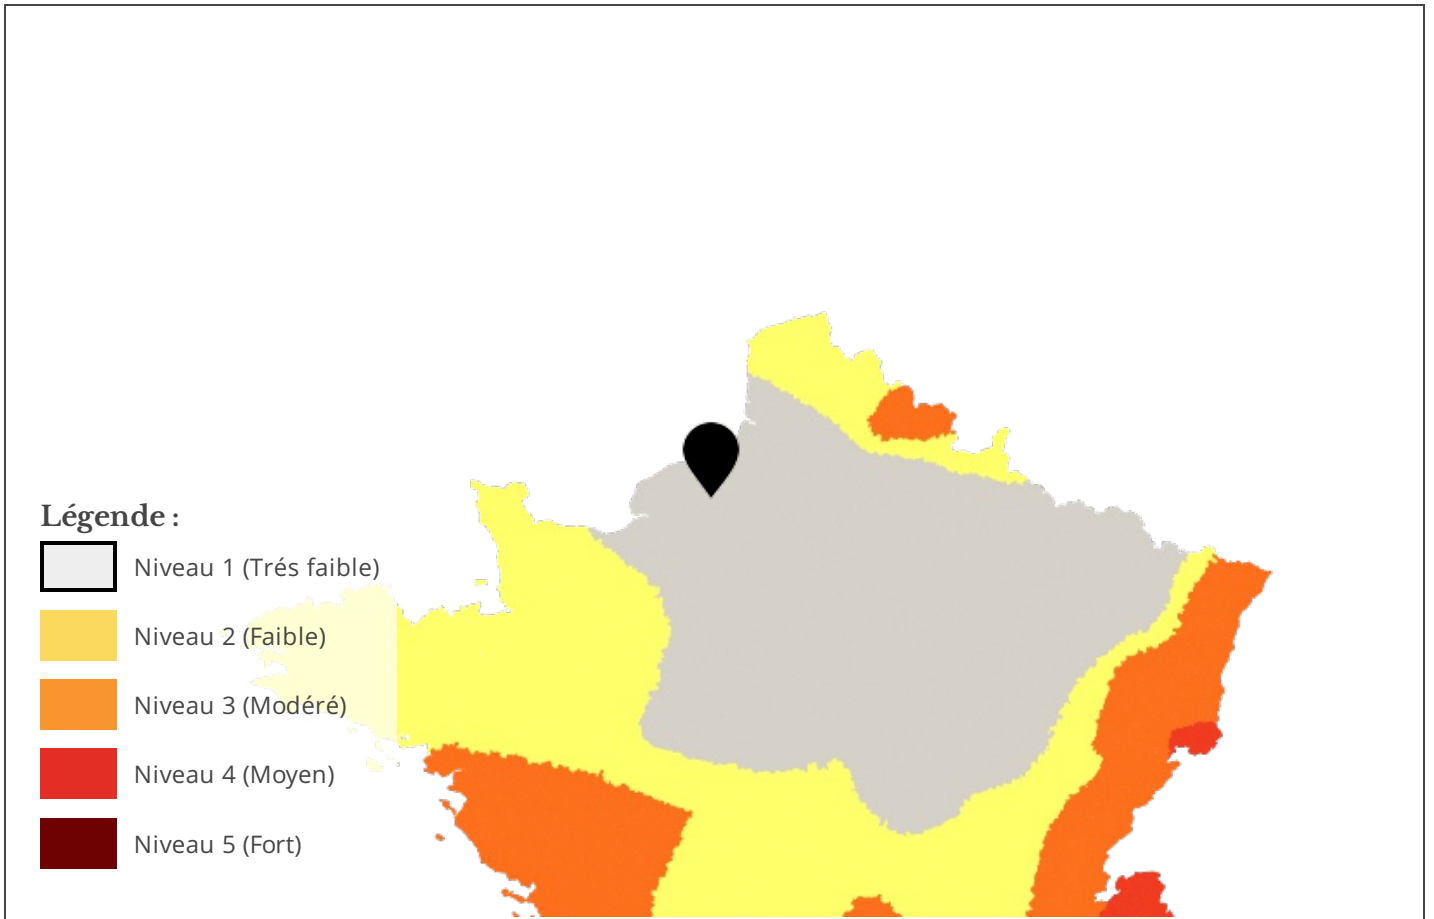 Légende :
Niveau 1 (Trés faible)
Niveau 2 (Faible)
Niveau 3 (Modéré)
Niveau 4 (Moyen)
Niveau 5 (Fort)